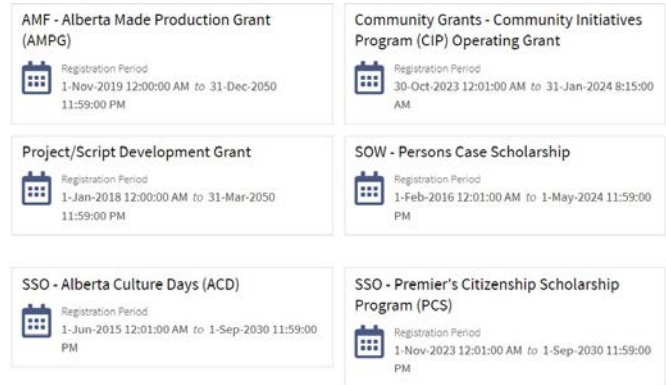 AMF - Alberta Made Production Grant
(AMPG)
Registration Period
1-Nov-2019 12:00:00 AM to 31-Dec-2050
11:59:00 PM
Community Grants - Community Initiatives
Program (CIP) Operating Grant
Registration Period
30-Oct-2023 12:01:00 AM to 31-Jan-2024 8:15:00
AM
Project/Script Development Grant
Registration Period
1-Jan-2018 12:00:00 AM to 31-Mar-2050
11:59:00 PM
SOW - Persons Case Scholarship
Registration Period
1-Feb-2016 12:01:00 AM to 1-May-2024 11:59:00
PM
SSO - Alberta Culture Days (ACD)
Registration Period
1-Jun-2015 12:01:00 AM to 1-Sep-2030 11:59:00
PM
SSO - Premier's Citizenship Scholarship
Program (PCS)
Registration Period
1-Nov-2023 12:01:00 AM to 1-Sep-2030 11:59:00
PM